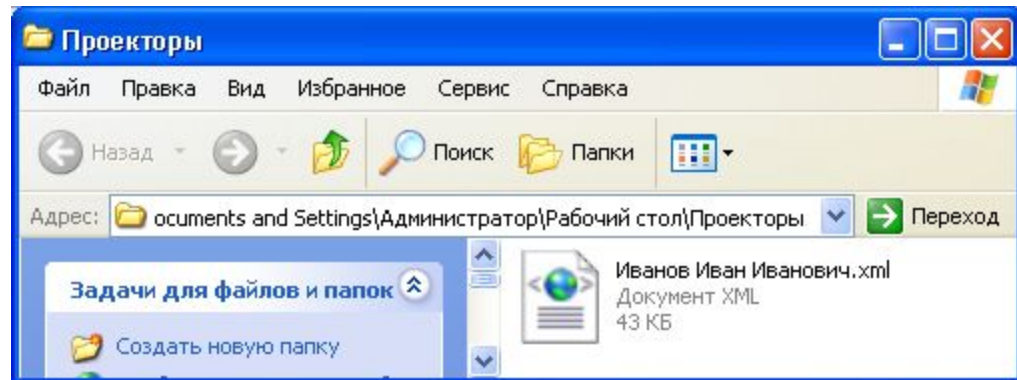 Проекторы
Файл Правка Вид Избранное Сервис Справка
Назад Поиск Папки
Адрес: ocuments and Settings\Администратор\Рабочий стол\Проекторы Переход
Задачи для файлов и папок
Создать новую папку
Иванов Иван Иванович.xml
Документ XML
43 КБ